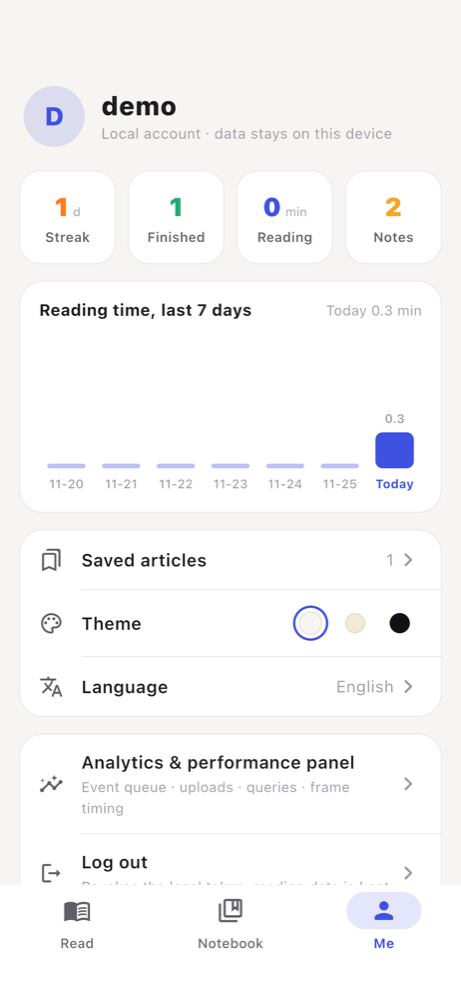 D
demo
Local account · data stays on this device
1 d
Streak
1
Finished
0 min
Reading
2
Notes
Reading time, last 7 days
Today 0.3 min
0.3
11-20
11-21
11-22
11-23
11-24
11-25
Today
Saved articles
1
Theme
Language
English
Analytics & performance panel
Event queue · uploads · queries · frame
timing
Log out
Read
Notebook
Me